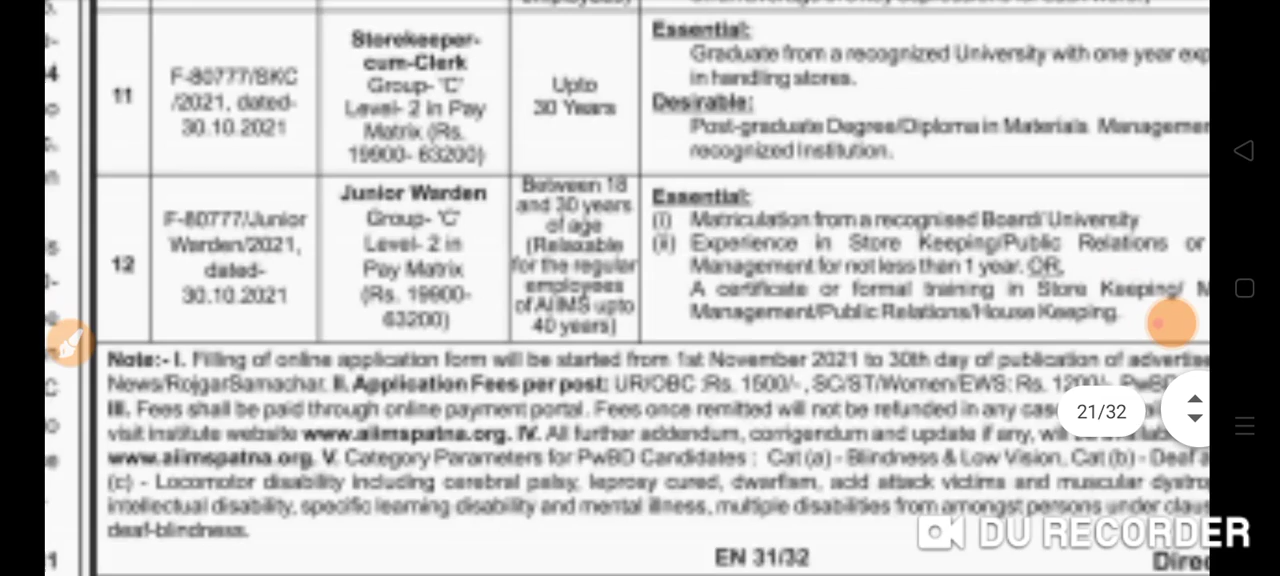 11
F-80777/SKC
/2021, dated-
30.10.2021
Storekeeper-
cum-Clerk
Group- 'C'
Level- 2 in Pay
Matrix (Rs.
19900- 63200)
Upto
30 Years
Essential:
Graduate from a recognized University with one year exp
in handling stores.
Desirable:
Post-graduate Degree/Diploma in Materials Managemen
recognized Institution.
12
F-80777/Junior
Warden/2021,
dated-
30.10.2021
Junior Warden
Group- 'C'
Level- 2 in
Pay Matrix
(Rs. 19900-
63200)
Between 18
and 30 years
of age
(Relaxable
for the regular
employees
of AIIMS upto
40 years)
Essential:
(i) Matriculation from a recognised Board/ University
(ii) Experience in Store Keeping/Public Relations or
Management for not less than 1 year. OR,
A certificate or formal training in Store Keeping/ M
Management/Public Relations/House Keeping.
Note:- I. Filling of online application form will be started from 1st November 2021 to 30th day of publication of advertise
News/RojgarSamachar. II. Application Fees per post: UR/OBC :Rs. 1500/- , SC/ST/Women/EWS: Rs. 1200/-, PwBD
III. Fees shall be paid through online payment portal. Fees once remitted will not be refunded in any case
visit institute website www.aiimspatna.org. IV. All further addendum, corrigendum and update if any, will
www.aiimspatna.org. V. Category Parameters for PwBD Candidates : Cat (a) - Blindness & Low Vision, Cat (b) - Deaf a
(c) - Locomotor disability including cerebral palsy, leprosy cured, dwarfism, acid attack victims and muscular dystro
intellectual disability, specific learning disability and mental illness, multiple disabilities from amongst persons under claus
deaf-blindness.
EN 31/32
Direc
21/32
DU RECORDER